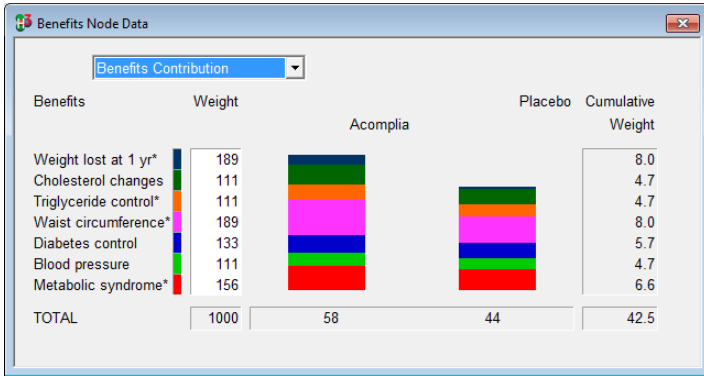 Benefits Node Data
Benefits Contribution
Benefits Weight Placebo Cumulative
Acomplia Weight
Weight lost at 1 yr* 189 8.0
Cholesterol changes 111 4.7
Triglyceride control* 111 4.7
Waist circumference* 189 8.0
Diabetes control 133 5.7
Blood pressure 111 4.7
Metabolic syndrome* 156 6.6
TOTAL 1000 58 44 42.5